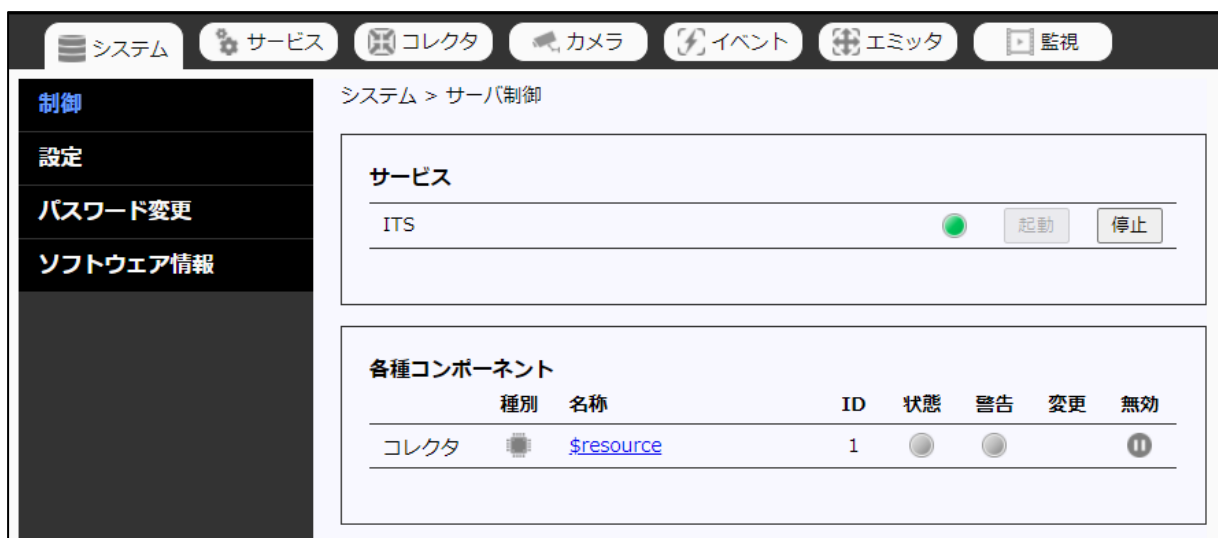 システム サービス コレクタ カメラ イベント エミッタ 監視
制御
設定
パスワード変更
ソフトウェア情報
システム > サーバ制御
サービス
ITS 起動 停止
各種コンポーネント
種別 名称 ID 状態 警告 変更 無効
コレクタ $resource 1